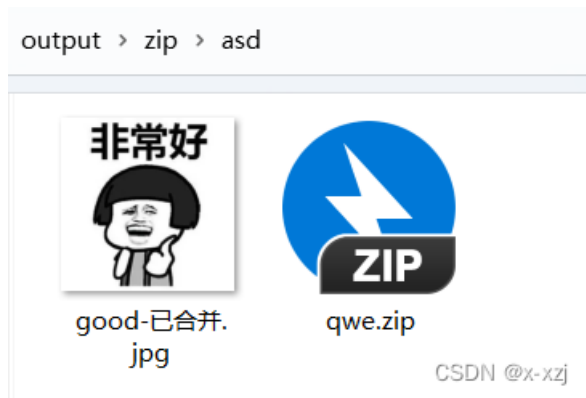 output > zip > asd
非常好
ZIP
good-已合并.
jpg
qwe.zip
CSDN @x-xzj